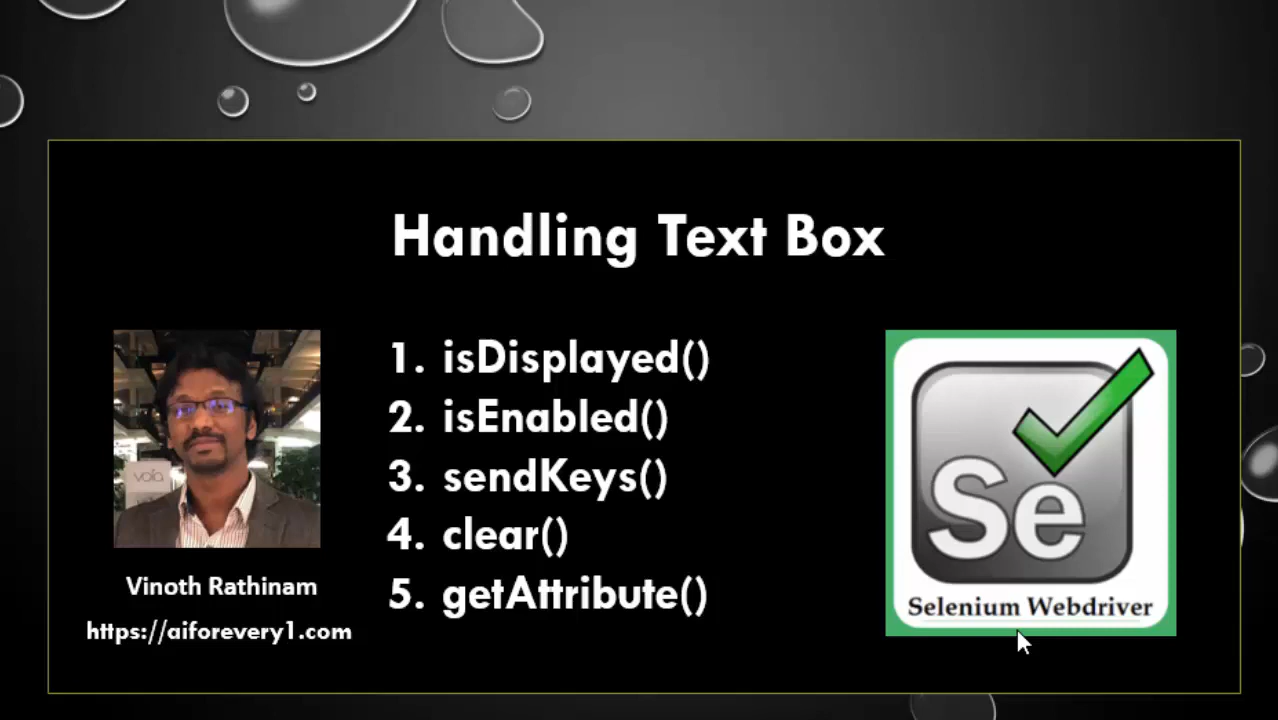 Handling Text Box
1. isDisplayed()
2. isEnabled()
3. sendKeys()
4. clear()
5. getAttribute()
voia
Vinoth Rathinam
https://aiforevery1.com
Se
Selenium Webdriver